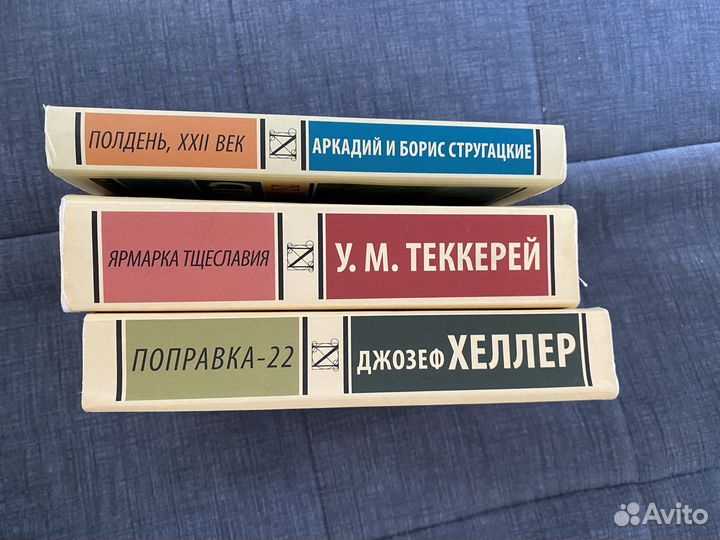 ПОЛДЕНЬ, XXII ВЕК
АРКАДИЙ И БОРИС СТРУГАЦКИЕ
ЯРМАРКА ТЩЕСЛАВИЯ
У. М. ТЕККЕРЕЙ
ПОПРАВКА-22
ДЖОЗЕФ ХЕЛЛЕР
Avito